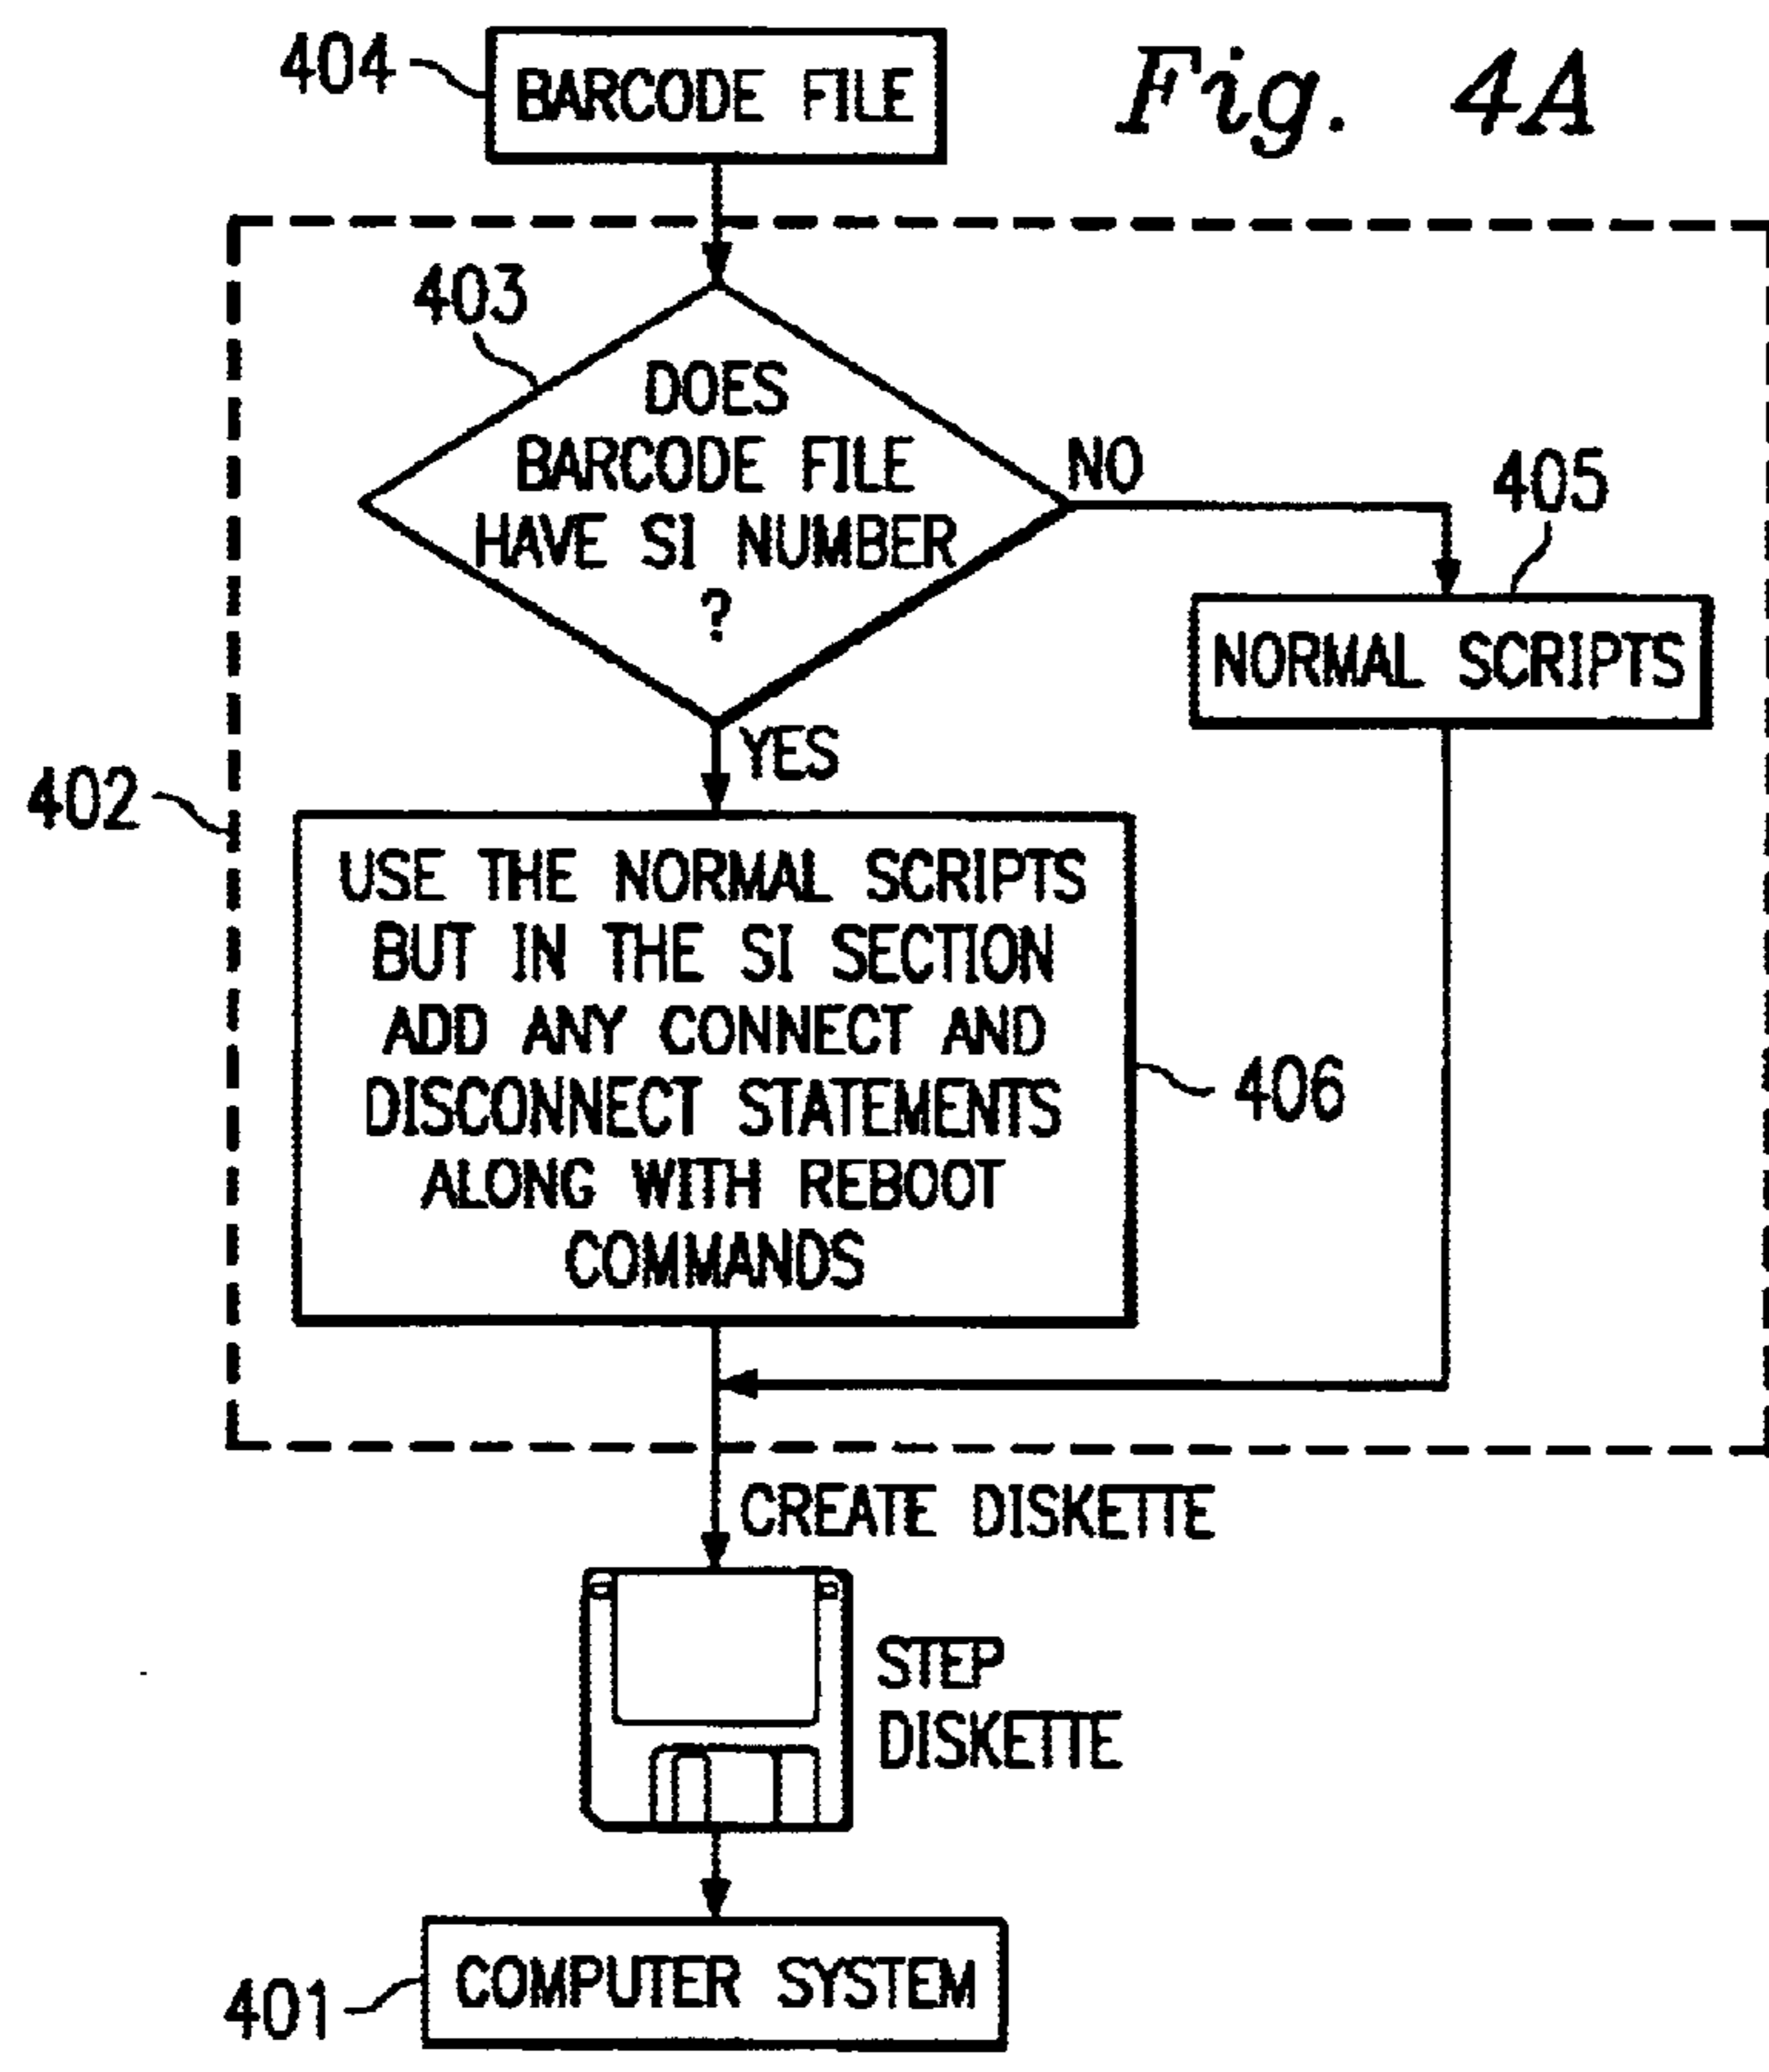 Fig. 4A
404
BARCODE FILE
403
DOES
BARCODE FILE
HAVE SI NUMBER
?
NO
405
NORMAL SCRIPTS
YES
402
USE THE NORMAL SCRIPTS
BUT IN THE SI SECTION
ADD ANY CONNECT AND
DISCONNECT STATEMENTS
ALONG WITH REBOOT
COMMANDS
406
CREATE DISKETTE
STEP
DISKETTE
401
COMPUTER SYSTEM